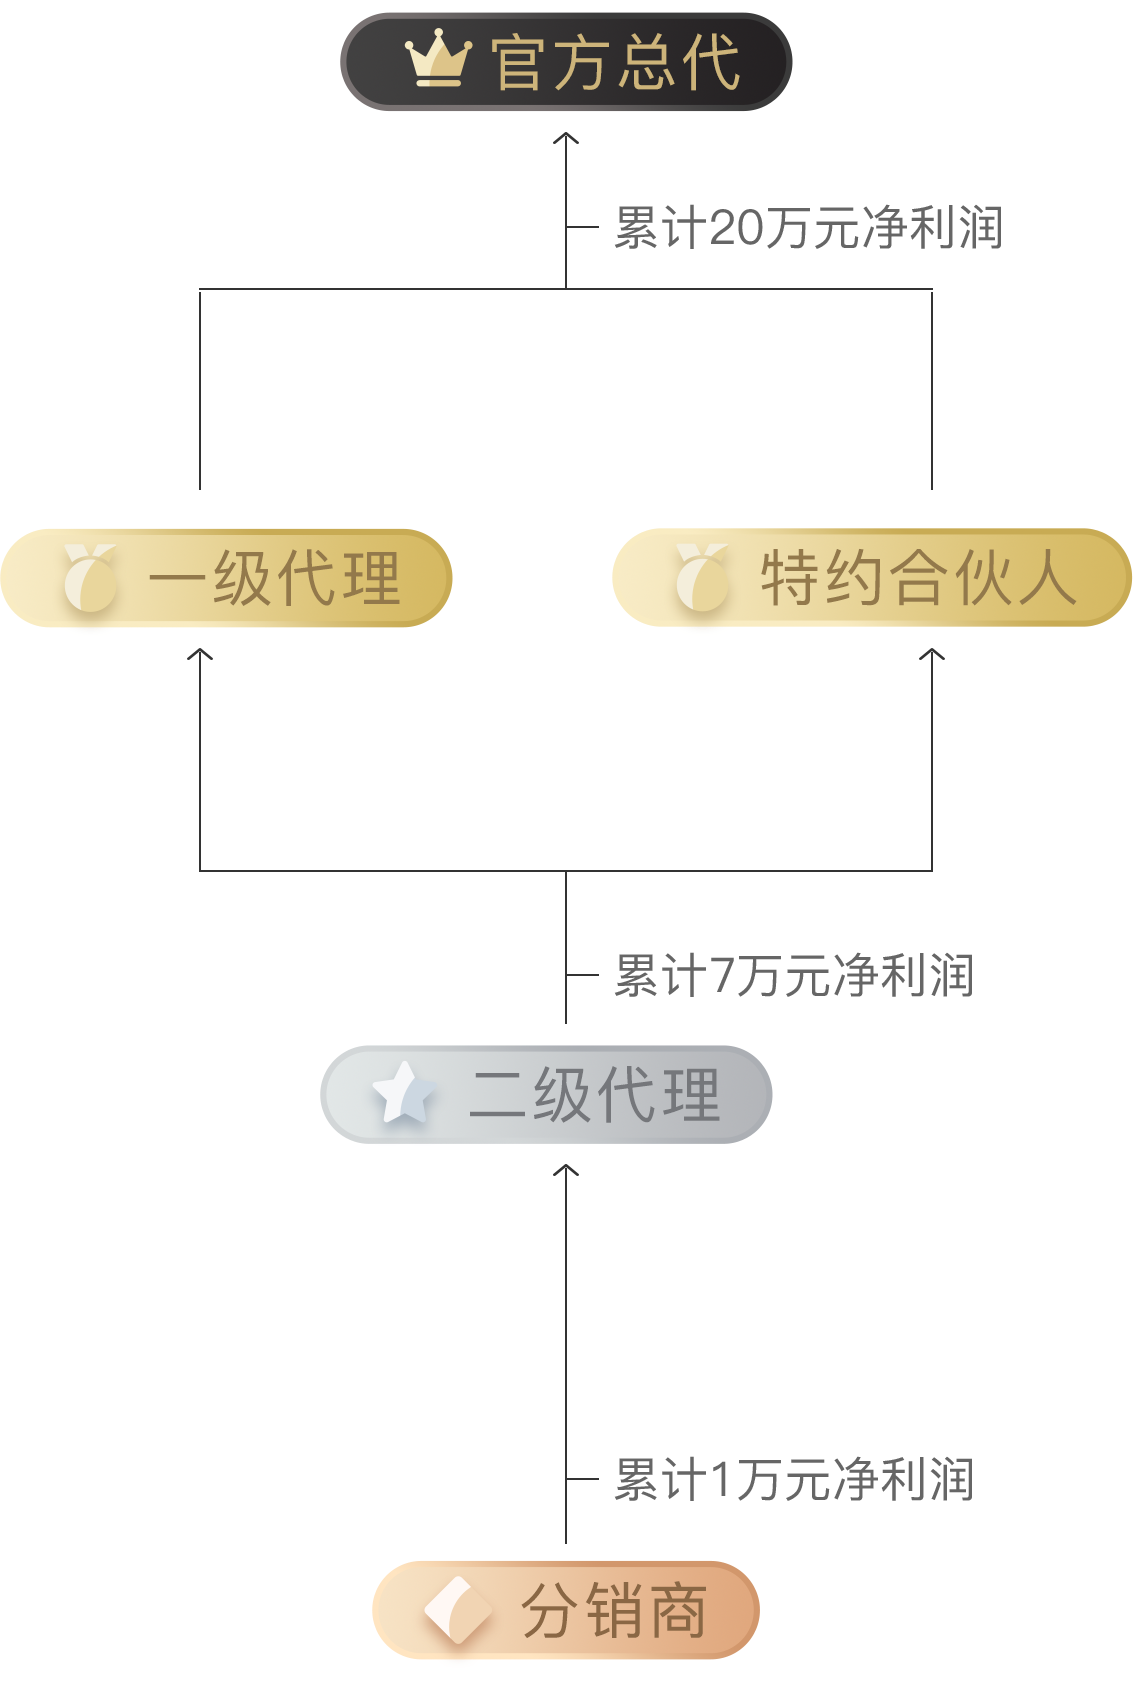 官方总代
累计20万元净利润
一级代理
特约合伙人
累计7万元净利润
二级代理
累计1万元净利润
分销商